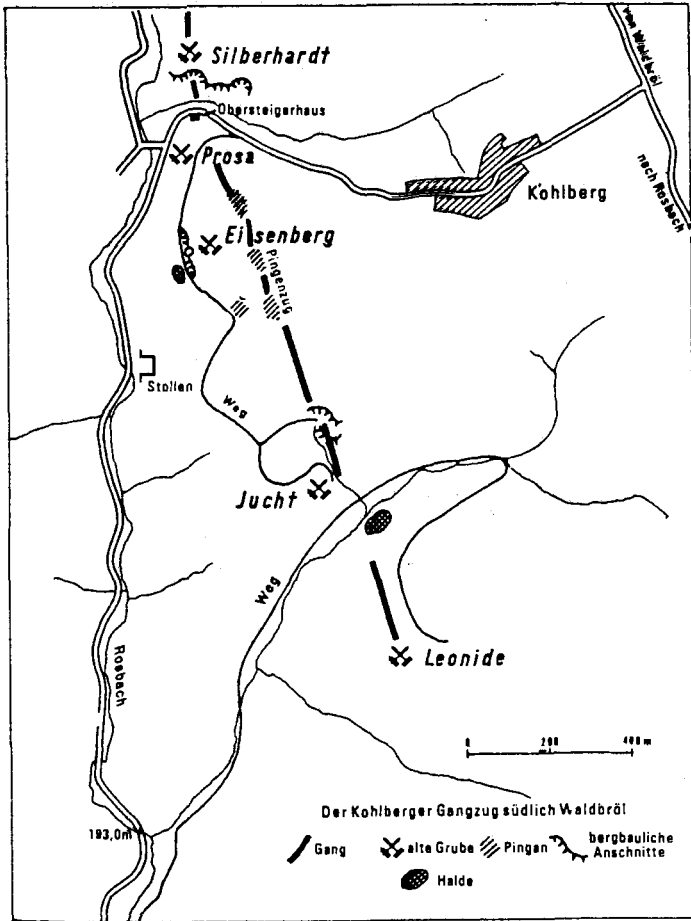 Silberhardt
von Waldbröl
Obersteigerhaus
Prosa
Kohlberg
nach Rosbach
Eisenberg
Pingenzug
Stollen
Weg
Jucht
Weg
Leonide
Rosbach
0 200 400 m
193,0m
Der Kohlberger Gangzug südlich Waldbröl
Gang
alte Grube
Pingen
bergbauliche
Anschnitte
Halde